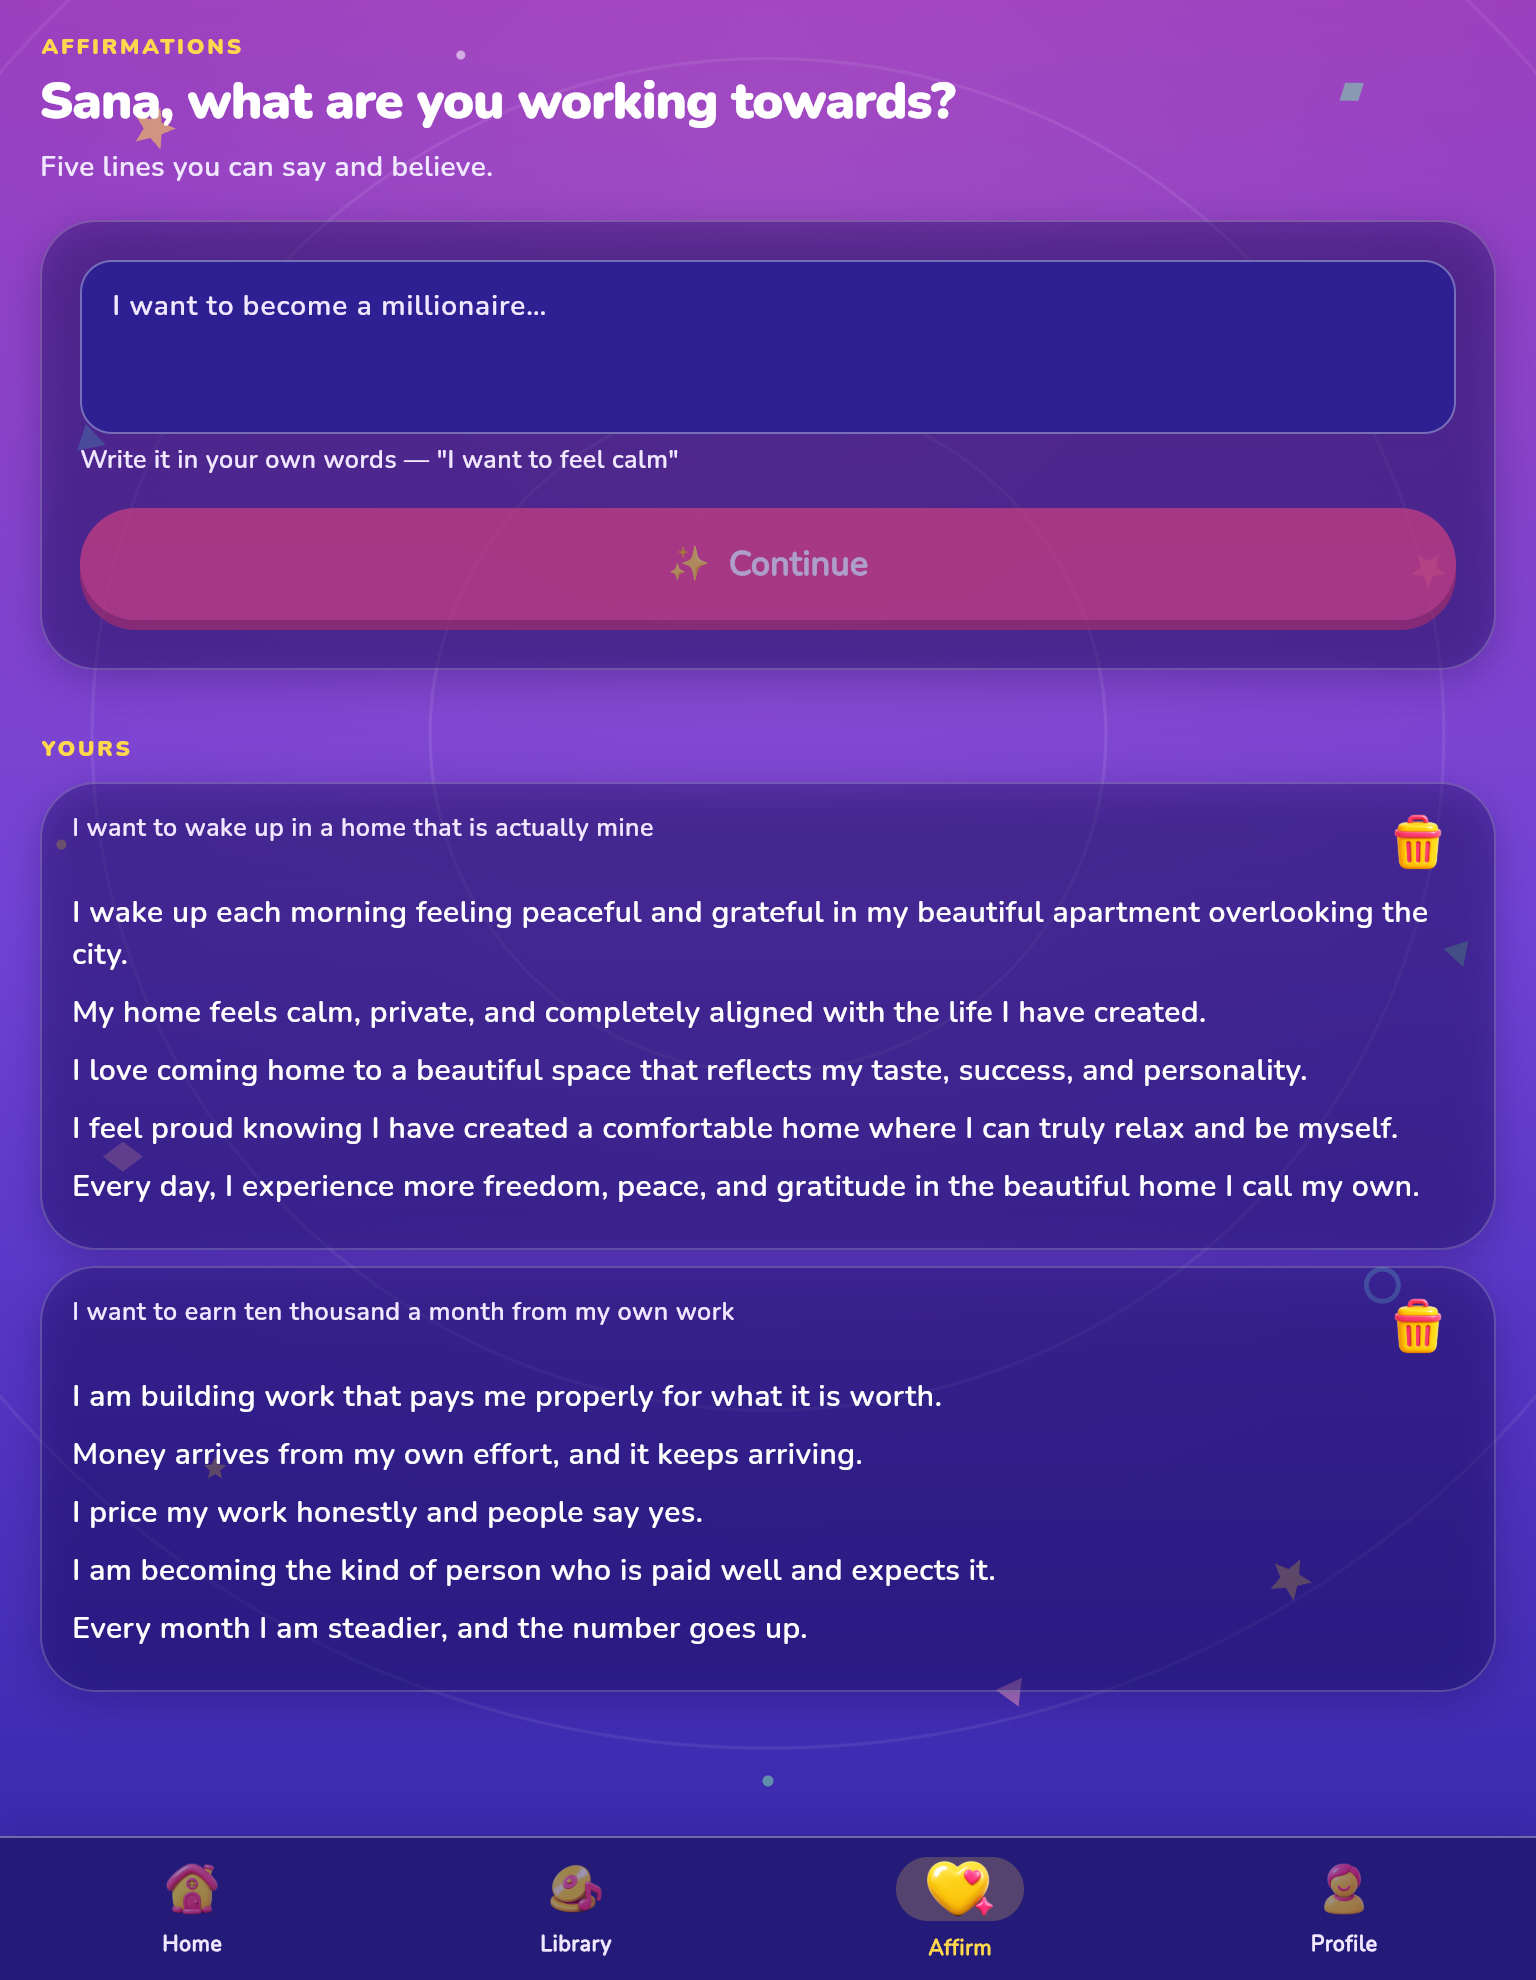 AFFIRMATIONS
Sana, what are you working towards?
Five lines you can say and believe.
I want to become a millionaire...
Write it in your own words — "I want to feel calm"
✨ Continue
YOURS
I want to wake up in a home that is actually mine
I wake up each morning feeling peaceful and grateful in my beautiful apartment overlooking the
city.
My home feels calm, private, and completely aligned with the life I have created.
I love coming home to a beautiful space that reflects my taste, success, and personality.
I feel proud knowing I have created a comfortable home where I can truly relax and be myself.
Every day, I experience more freedom, peace, and gratitude in the beautiful home I call my own.
I want to earn ten thousand a month from my own work
I am building work that pays me properly for what it is worth.
Money arrives from my own effort, and it keeps arriving.
I price my work honestly and people say yes.
I am becoming the kind of person who is paid well and expects it.
Every month I am steadier, and the number goes up.
Home
Library
Affirm
Profile